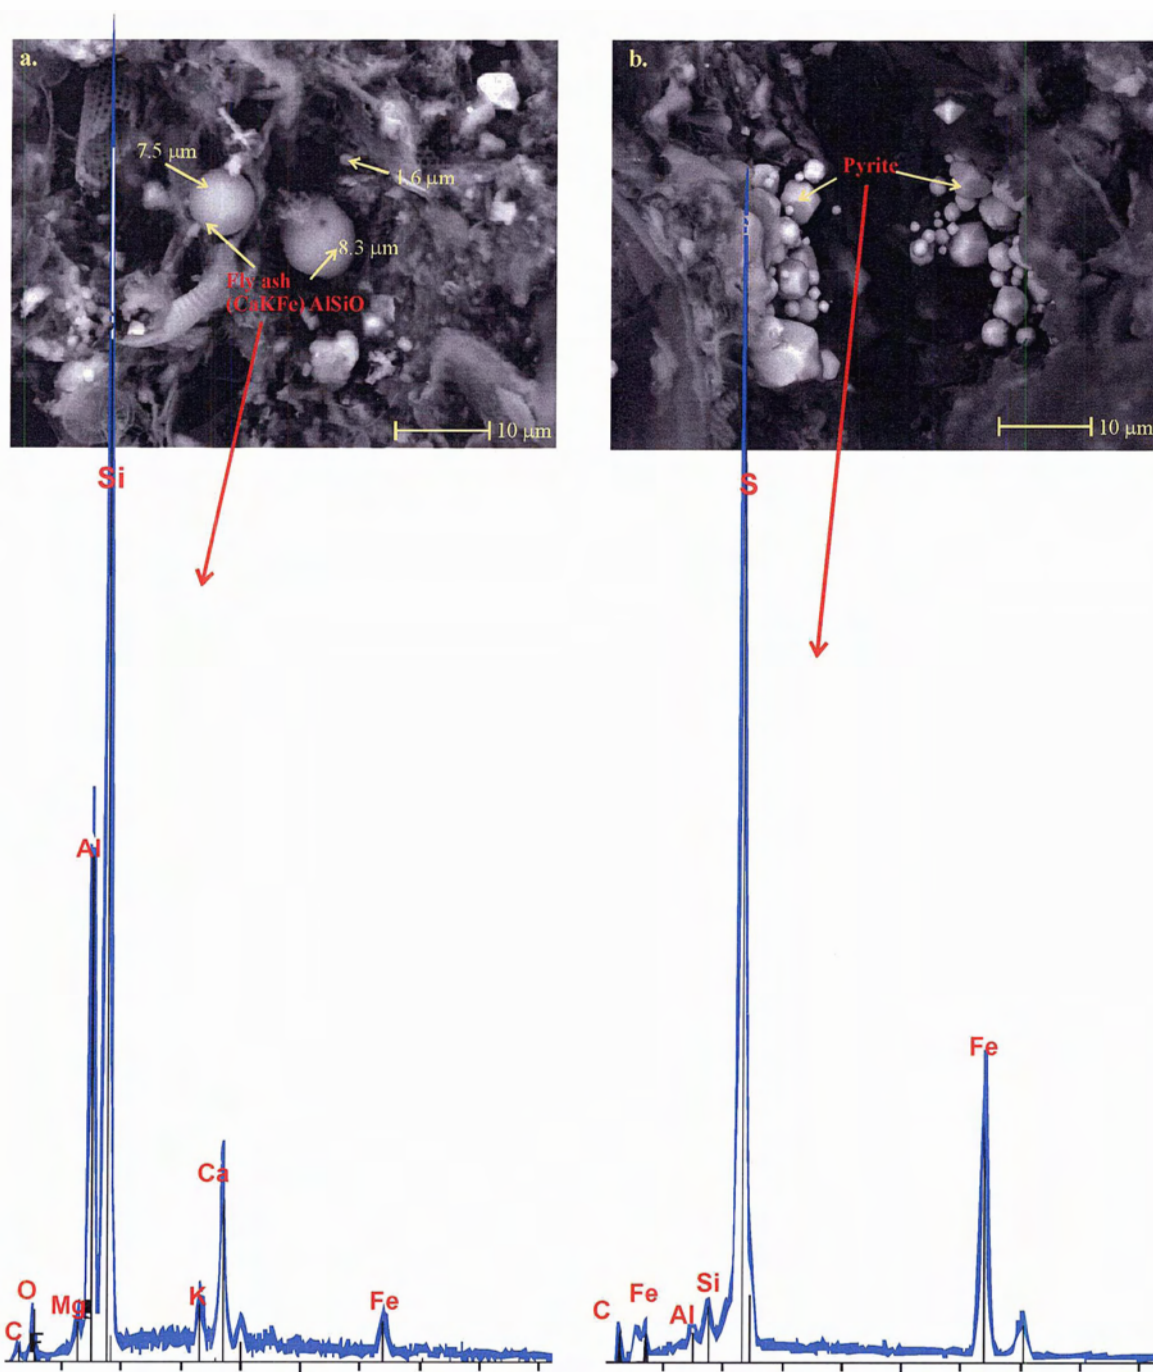 a.
7.5 μm
1.6 μm
8.3 μm
Fly ash
(CaKFe) AlSiO
10 μm
Si
Al
Ca
O
Mg
K
Fe
C
F
b.
Pyrite
10 μm
S
Fe
C
Fe
Al
Si